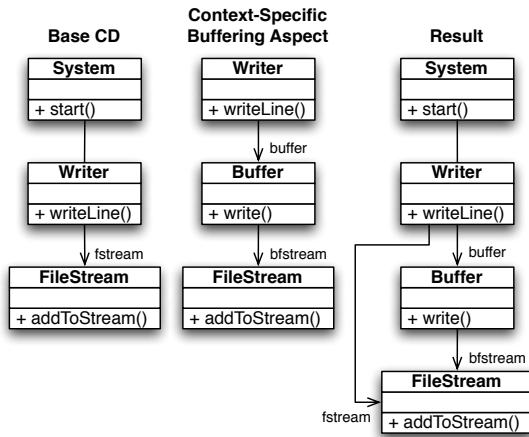 Base CD
System
+ start()
Writer
+ writeLine()
fstream
FileStream
+ addToStream()
Context-Specific
Buffering Aspect
Writer
+ writeLine()
buffer
Buffer
+ write()
bfstream
FileStream
+ addToStream()
Result
System
+ start()
Writer
+ writeLine()
buffer
Buffer
+ write()
bfstream
FileStream
fstream
+ addToStream()